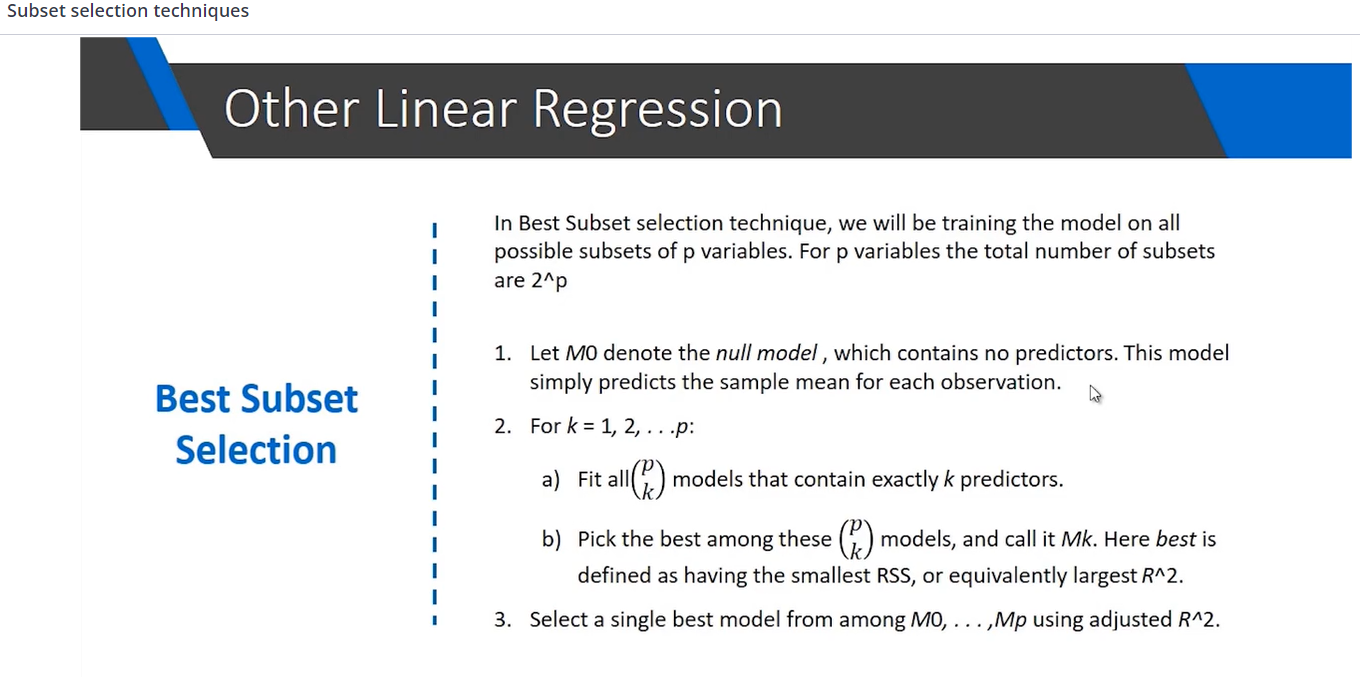 Subset selection techniques
Other Linear Regression
Best Subset
Selection
In Best Subset selection technique, we will be training the model on all
possible subsets of p variables. For p variables the total number of subsets
are 2^p
1. Let M0 denote the null model , which contains no predictors. This model
simply predicts the sample mean for each observation.
2. For k = 1, 2, . . .p:
a) Fit all (p k) models that contain exactly k predictors.
b) Pick the best among these (p k) models, and call it Mk. Here best is
defined as having the smallest RSS, or equivalently largest R^2.
3. Select a single best model from among M0, . . . ,Mp using adjusted R^2.